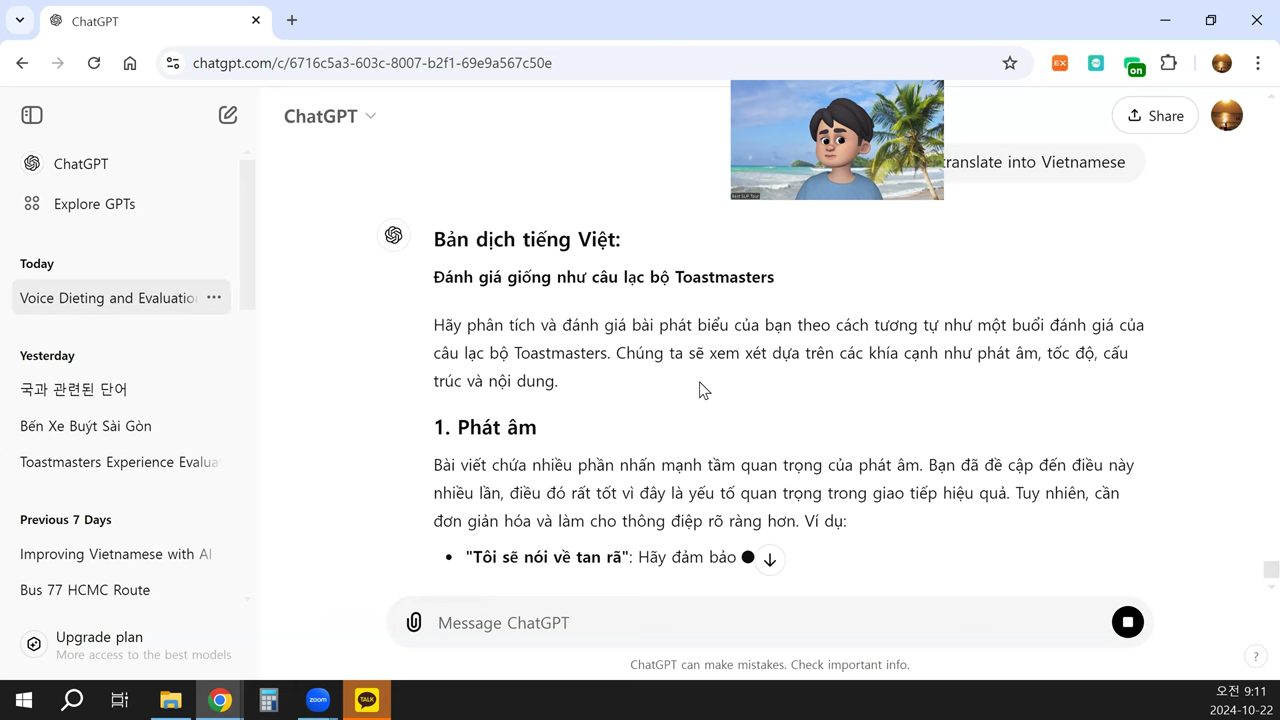 ChatGPT
chatgpt.com/c/6716c5a3-603c-8007-b2f1-69e9a567c50e
EX
on
ChatGPT
Share
ChatGPT
Explore GPTs
Today
Voice Dieting and Evaluatio
Yesterday
국과 관련된 단어
Bến Xe Buýt Sài Gòn
Toastmasters Experience Evalua
Previous 7 Days
Improving Vietnamese with AI
Bus 77 HCMC Route
Upgrade plan
More access to the best models
translate into Vietnamese
Bản dịch tiếng Việt:
Đánh giá giống như câu lạc bộ Toastmasters
Hãy phân tích và đánh giá bài phát biểu của bạn theo cách tương tự như một buổi đánh giá của
câu lạc bộ Toastmasters. Chúng ta sẽ xem xét dựa trên các khía cạnh như phát âm, tốc độ, cấu
trúc và nội dung.
1. Phát âm
Bài viết chứa nhiều phần nhấn mạnh tầm quan trọng của phát âm. Bạn đã đề cập đến điều này
nhiều lần, điều đó rất tốt vì đây là yếu tố quan trọng trong giao tiếp hiệu quả. Tuy nhiên, cần
đơn giản hóa và làm cho thông điệp rõ ràng hơn. Ví dụ:
"Tôi sẽ nói về tan rã": Hãy đảm bảo
Message ChatGPT
ChatGPT can make mistakes. Check important info.
?
zoom
TALK
오전 9:11
2024-10-22